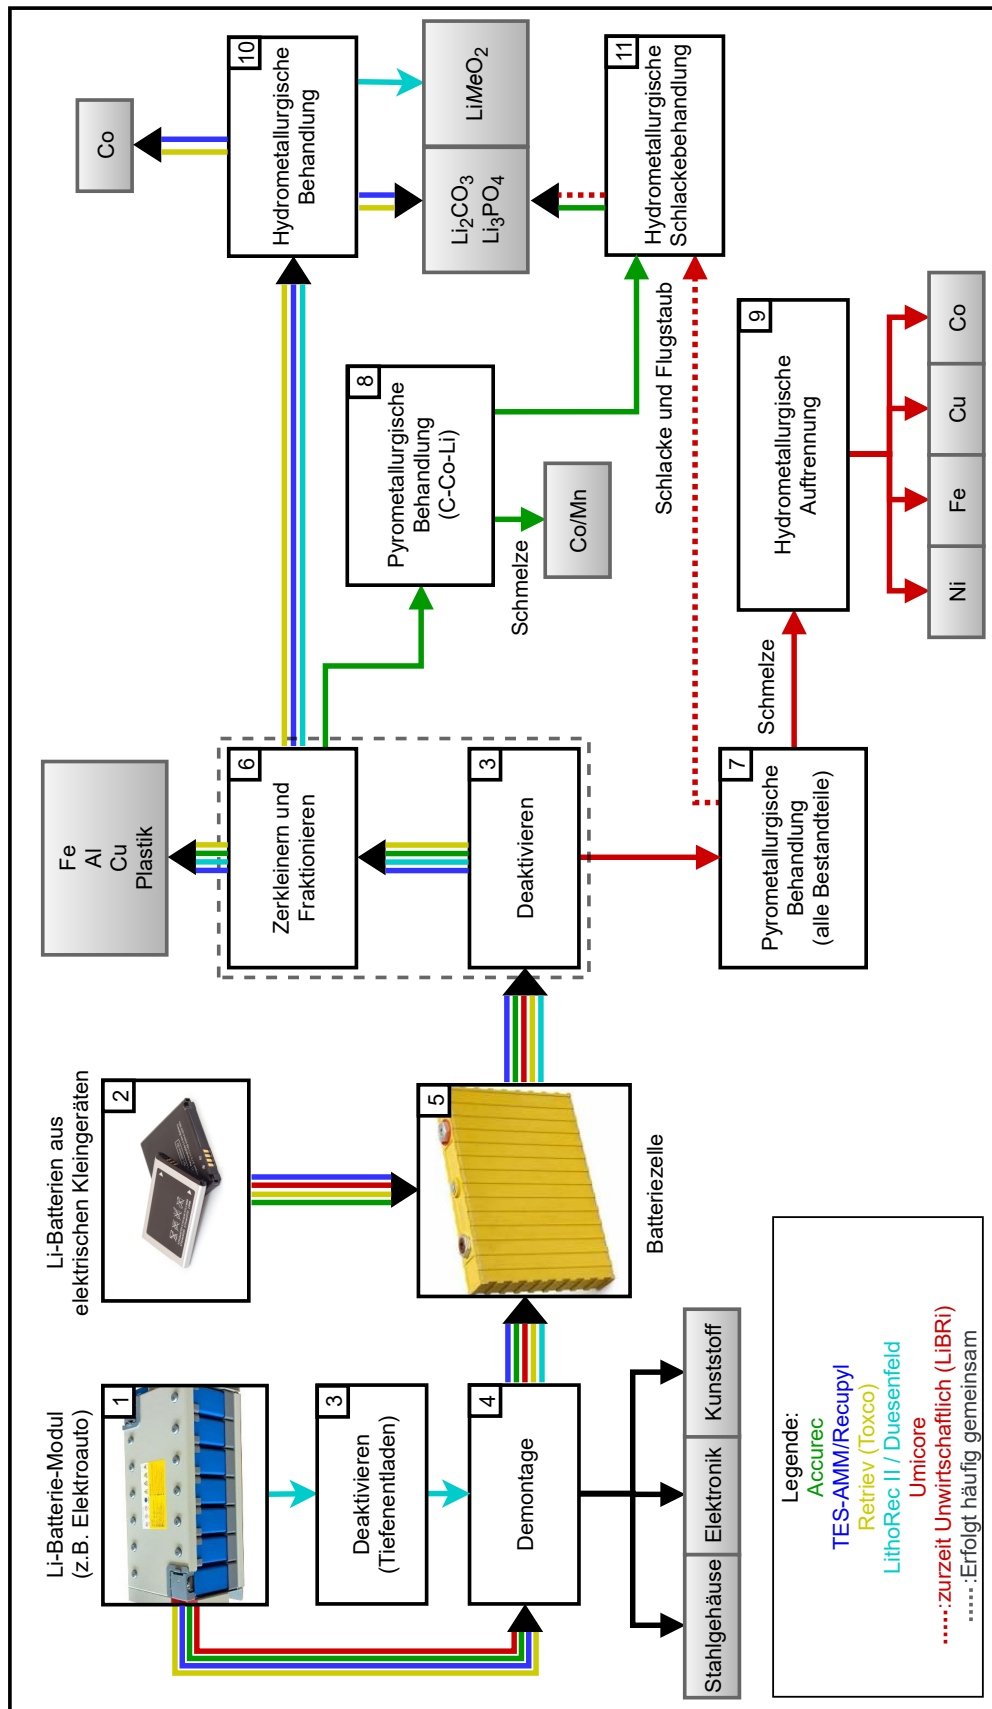 Li-Batterie-Modul
(z.B. Elektroauto)
1
3
Deaktivieren
(Tiefenentladen)
4
Demontage
Stahlgehäuse
Elektronik
Kunststoff
Li-Batterien aus
elektrischen Kleingeräten
2
5
Batteriezelle
Fe
Al
Cu
Plastik
6
Zerkleinern und
Fraktionieren
3
Deaktivieren
7
Pyrometallurgische
Behandlung
(alle Bestandteile)
8
Pyrometallurgische
Behandlung
(C-Co-Li)
Schmelze
Co/Mn
Schlacke und Flugstaub
Schmelze
9
Hydrometallurgische
Auftrennung
Ni
Fe
Cu
Co
Co
10
Hydrometallurgische
Behandlung
Li2CO3
Li3PO4
LiMeO2
11
Hydrometallurgische
Schlackebehandlung
Legende:
Accurec
TES-AMM/Recupyl
Retriev (Toxco)
LithoRec II / Duesenfeld
Umicore
:zurzeit Unwirtschaftlich (LiBRi)
:Erfolgt häufig gemeinsam